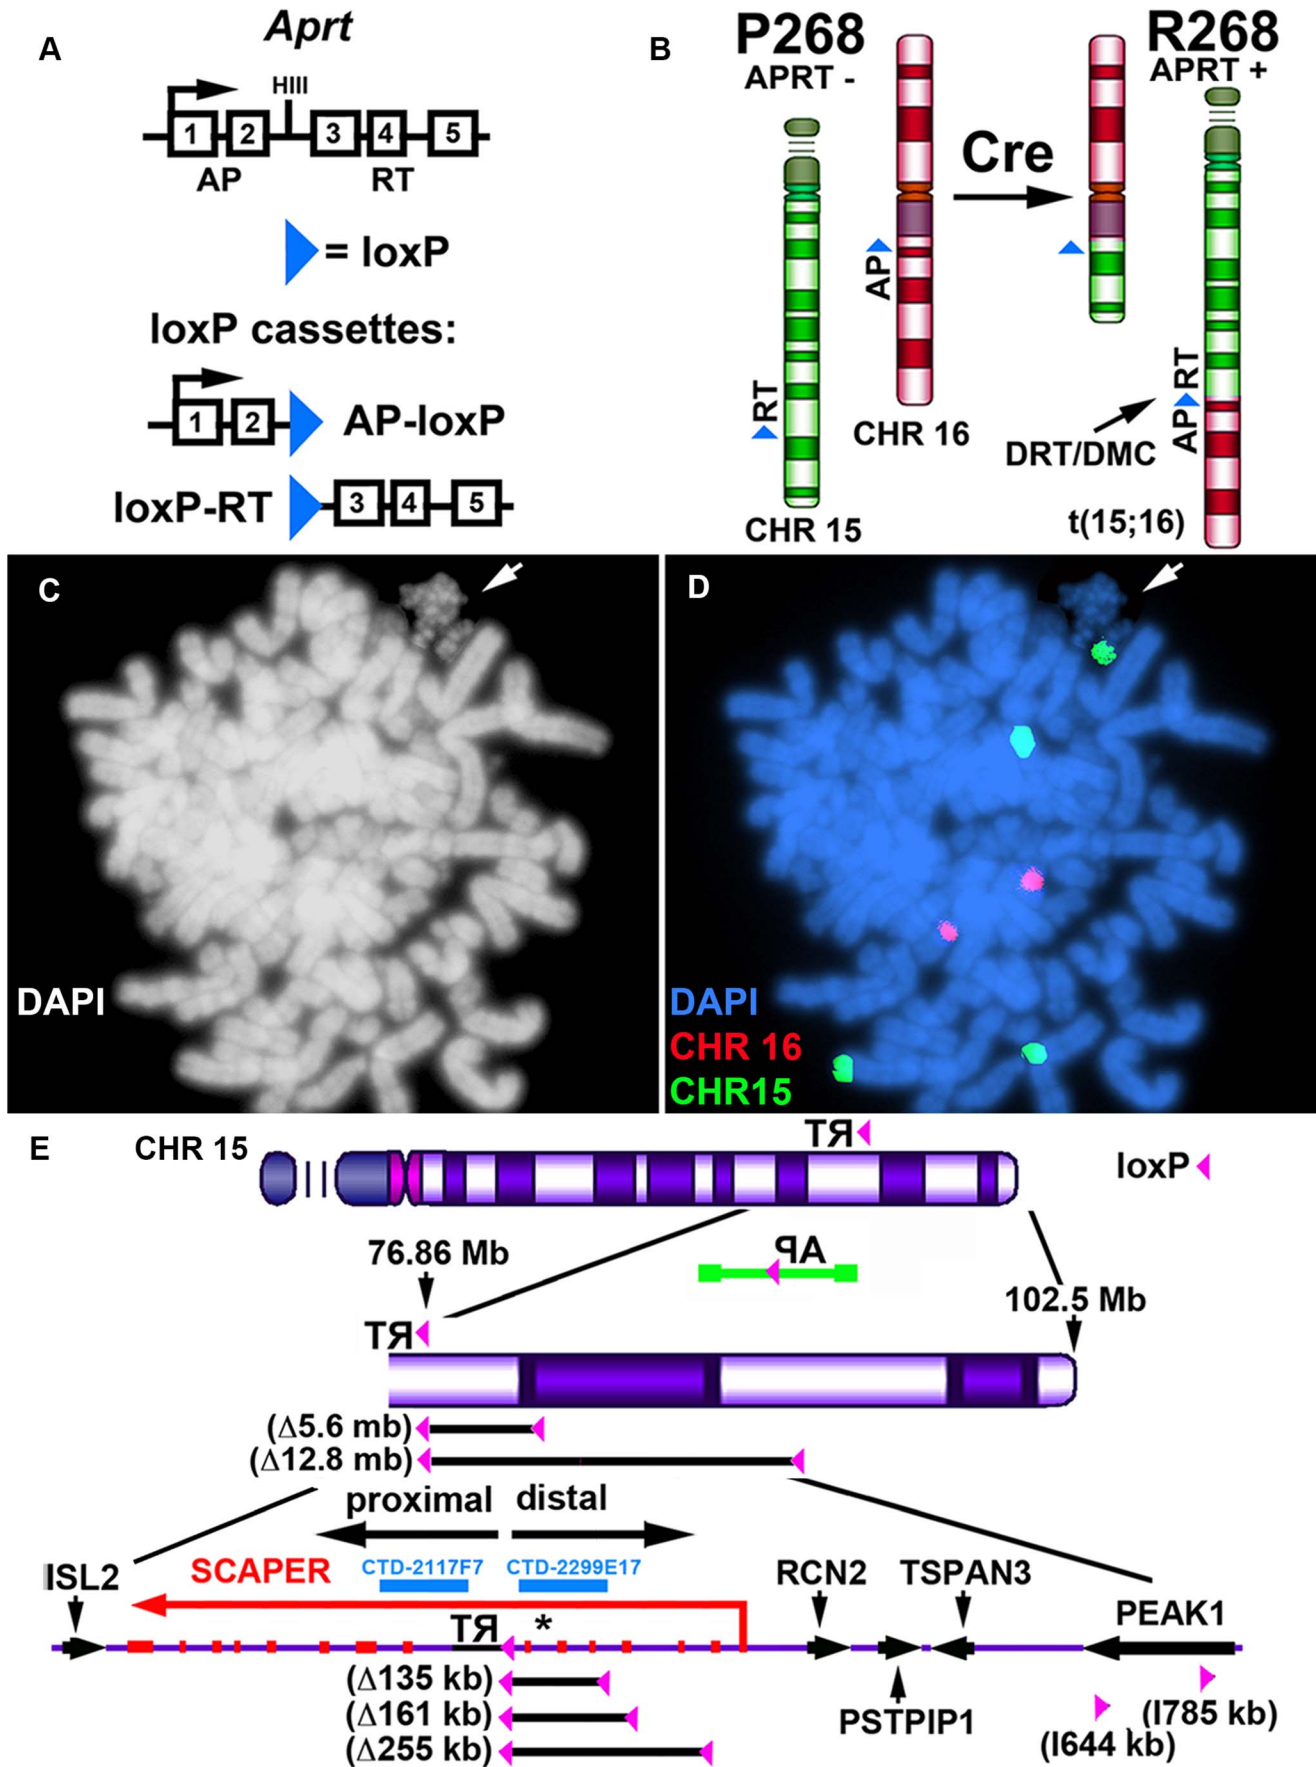 A
Aprt
HIII
1 2 3 4 5
AP RT
= loxP
loxP cassettes:
1 2 AP-loxP
loxP-RT 3 4 5
B
P268
APRT -
R268
APRT +
Cre
AP
RT
CHR 16
CHR 15
AP RT
DRT/DMC
t(15;16)
C
DAPI
D
DAPI
CHR 16
CHR15
E
CHR 15
TЯ
loxP
76.86 Mb
AP
102.5 Mb
TЯ
(Δ5.6 mb)
(Δ12.8 mb)
proximal distal
CTD-2117F7 CTD-2299E17
ISL2
SCAPER
RCN2
TSPAN3
PEAK1
TЯ
*
(Δ135 kb)
(Δ161 kb)
(Δ255 kb)
PSTPIP1
(I785 kb)
(I644 kb)